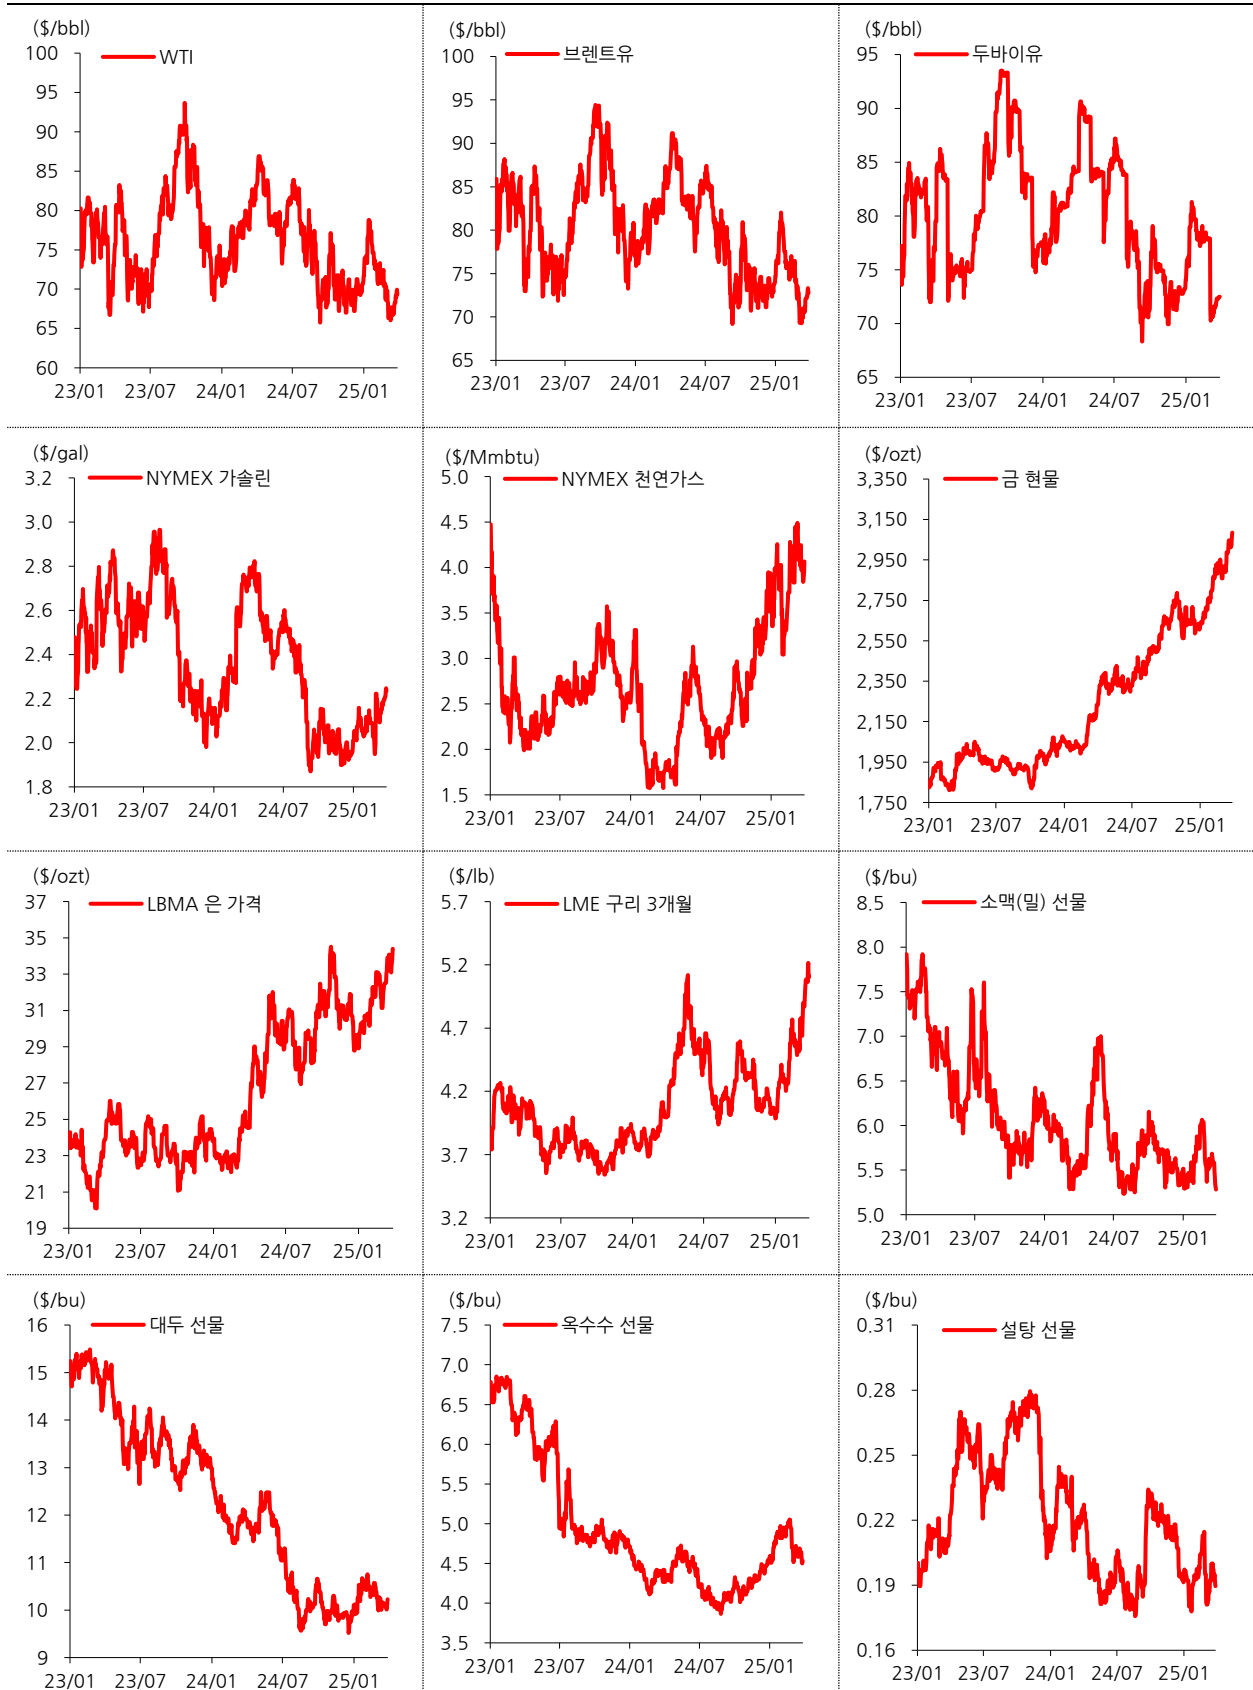 ($/bbl)
WTI
100
95
90
85
80
75
70
65
60
23/01 23/07 24/01 24/07 25/01
($/bbl)
브렌트유
100
95
90
85
80
75
70
65
23/01 23/07 24/01 24/07 25/01
($/bbl)
두바이유
95
90
85
80
75
70
65
23/01 23/07 24/01 24/07 25/01
($/gal)
NYMEX 가솔린
3.2
3.0
2.8
2.6
2.4
2.2
2.0
1.8
23/01 23/07 24/01 24/07 25/01
($/Mmbtu)
NYMEX 천연가스
5.0
4.5
4.0
3.5
3.0
2.5
2.0
1.5
23/01 23/07 24/01 24/07 25/01
($/ozt)
금 현물
3,350
3,150
2,950
2,750
2,550
2,350
2,150
1,950
1,750
23/01 23/07 24/01 24/07 25/01
($/ozt)
LBMA 은 가격
37
35
33
31
29
27
25
23
21
19
23/01 23/07 24/01 24/07 25/01
($/lb)
LME 구리 3개월
5.7
5.2
4.7
4.2
3.7
3.2
23/01 23/07 24/01 24/07 25/01
($/bu)
소맥(밀) 선물
8.5
8.0
7.5
7.0
6.5
6.0
5.5
5.0
23/01 23/07 24/01 24/07 25/01
($/bu)
대두 선물
16
15
14
13
12
11
10
9
23/01 23/07 24/01 24/07 25/01
($/bu)
옥수수 선물
7.5
7.0
6.5
6.0
5.5
5.0
4.5
4.0
3.5
23/01 23/07 24/01 24/07 25/01
($/bu)
설탕 선물
0.31
0.28
0.25
0.22
0.19
0.16
23/01 23/07 24/01 24/07 25/01